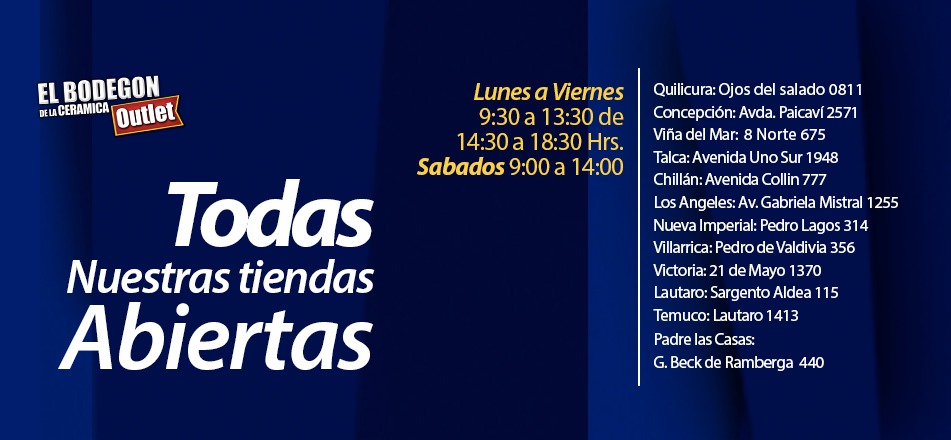 EL BODEGON
DE LA CERAMICA
Outlet
Todas
Nuestras tiendas
Abiertas
Lunes a Viernes
9:30 a 13:30 de
14:30 a 18:30 Hrs.
Sabados 9:00 a 14:00
Quilicura: Ojos del salado 0811
Concepción: Avda. Paicaví 2571
Viña del Mar: 8 Norte 675
Talca: Avenida Uno Sur 1948
Chillán: Avenida Collin 777
Los Angeles: Av. Gabriela Mistral 1255
Nueva Imperial: Pedro Lagos 314
Villarrica: Pedro de Valdivia 356
Victoria: 21 de Mayo 1370
Lautaro: Sargento Aldea 115
Temuco: Lautaro 1413
Padre las Casas:
G. Beck de Ramberga 440